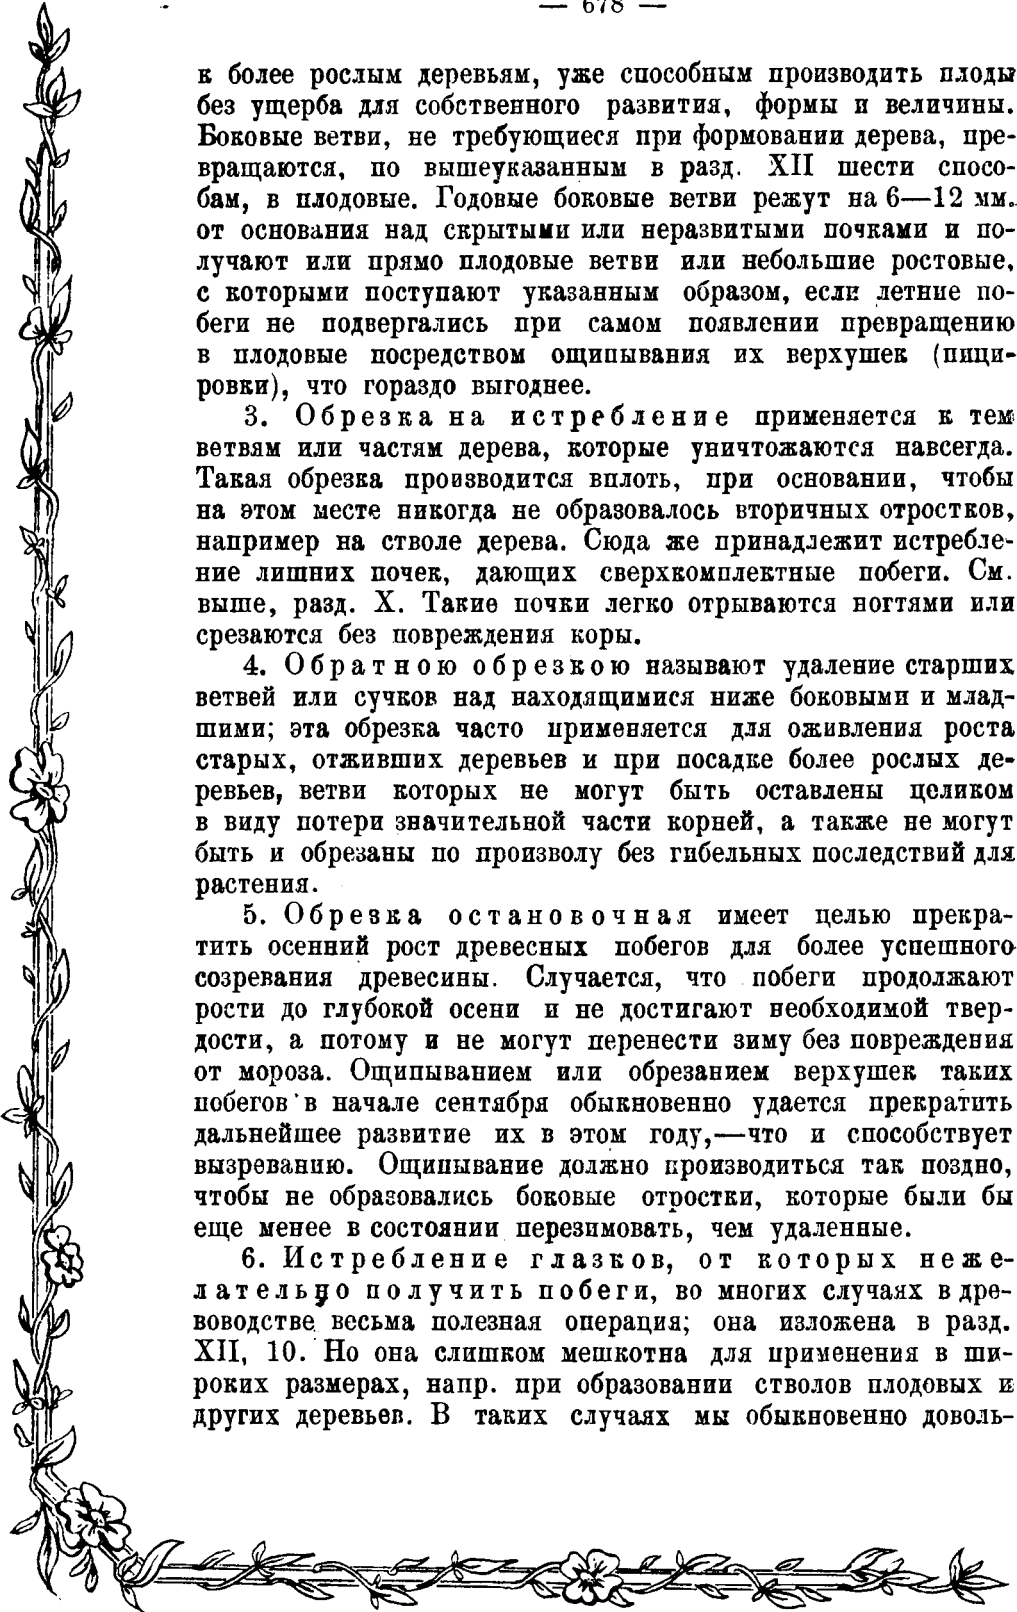 — 678 —
к более рослым деревьям, уже способным производить плоды
без ущерба для собственного развития, формы и величины.
Боковые ветви, не требующиеся при формовании дерева, пре-
вращаются, по вышеуказанным в разд. XII шести спосо-
бам, в плодовые. Годовые боковые ветви режут на 6—12 мм.
от основания над скрытыми или неразвитыми почками и по-
лучают или прямо плодовые ветви или небольшие ростовые,
с которыми поступают указанным образом, если летние по-
беги не подвергались при самом появлении превращению
в плодовые посредством ощипывания их верхушек (пици-
ровки), что гораздо выгоднее.
3. Обрезка на истребление применяется к тем
ветвям или частям дерева, которые уничтожаются навсегда.
Такая обрезка производится вплоть, при основании, чтобы
на этом месте никогда не образовалось вторичных отростков,
например на стволе дерева. Сюда же принадлежит истребле-
ние лишних почек, дающих сверхкомплектные побеги. См.
выше, разд. X. Такие почки легко отрываются ногтями или
срезаются без повреждения коры.
4. Обратною обрезкою называют удаление старших
ветвей или сучков над находящимися ниже боковыми и млад-
шими; эта обрезка часто применяется для оживления роста
старых, отживших деревьев и при посадке более рослых де-
ревьев, ветви которых не могут быть оставлены целиком
в виду потери значительной части корней, а также не могут
быть и обрезаны по произволу без гибельных последствий для
растения.
5. Обрезка остановочная имеет целью прекра-
тить осенний рост древесных побегов для более успешного
созревания древесины. Случается, что побеги продолжают
рости до глубокой осени и не достигают необходимой твер-
дости, а потому и не могут перенести зиму без повреждения
от мороза. Ощипыванием или обрезанием верхушек таких
побегов в начале сентября обыкновенно удается прекратить
дальнейшее развитие их в этом году,—что и способствует
вызреванию. Ощипывание должно производиться так поздно,
чтобы не образовались боковые отростки, которые были бы
еще менее в состоянии перезимовать, чем удаленные.
6. Истребление глазков, от которых неже-
лательно получить побеги, во многих случаях в дре-
воводстве весьма полезная операция; она изложена в разд.
XII, 10. Но она слишком мешкотна для применения в ши-
роких размерах, напр. при образовании стволов плодовых и
других деревьев. В таких случаях мы обыкновенно доволь-